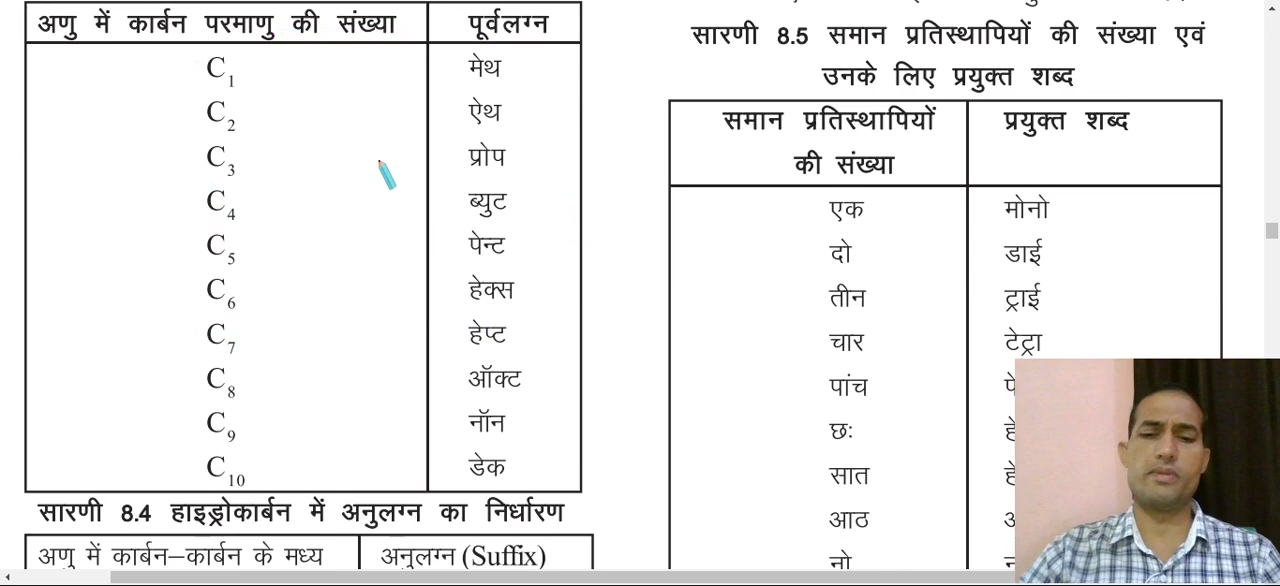 अणु में कार्बन परमाणु की संख्या पूर्वलग्न
C1 मेथ
C2 ऐथ
C3 प्रोप
C4 ब्युट
C5 पेन्ट
C6 हेक्स
C7 हेप्ट
C8 ऑक्ट
C9 नॉन
C10 डेक
सारणी 8.4 हाइड्रोकार्बन में अनुलग्न का निर्धारण
अणु में कार्बन–कार्बन के मध्य अनुलग्न (Suffix)
सारणी 8.5 समान प्रतिस्थापियों की संख्या एवं
उनके लिए प्रयुक्त शब्द
समान प्रतिस्थापियों प्रयुक्त शब्द
की संख्या
एक मोनो
दो डाई
तीन ट्राई
चार टेट्रा
पांच
छः
सात
आठ
नो